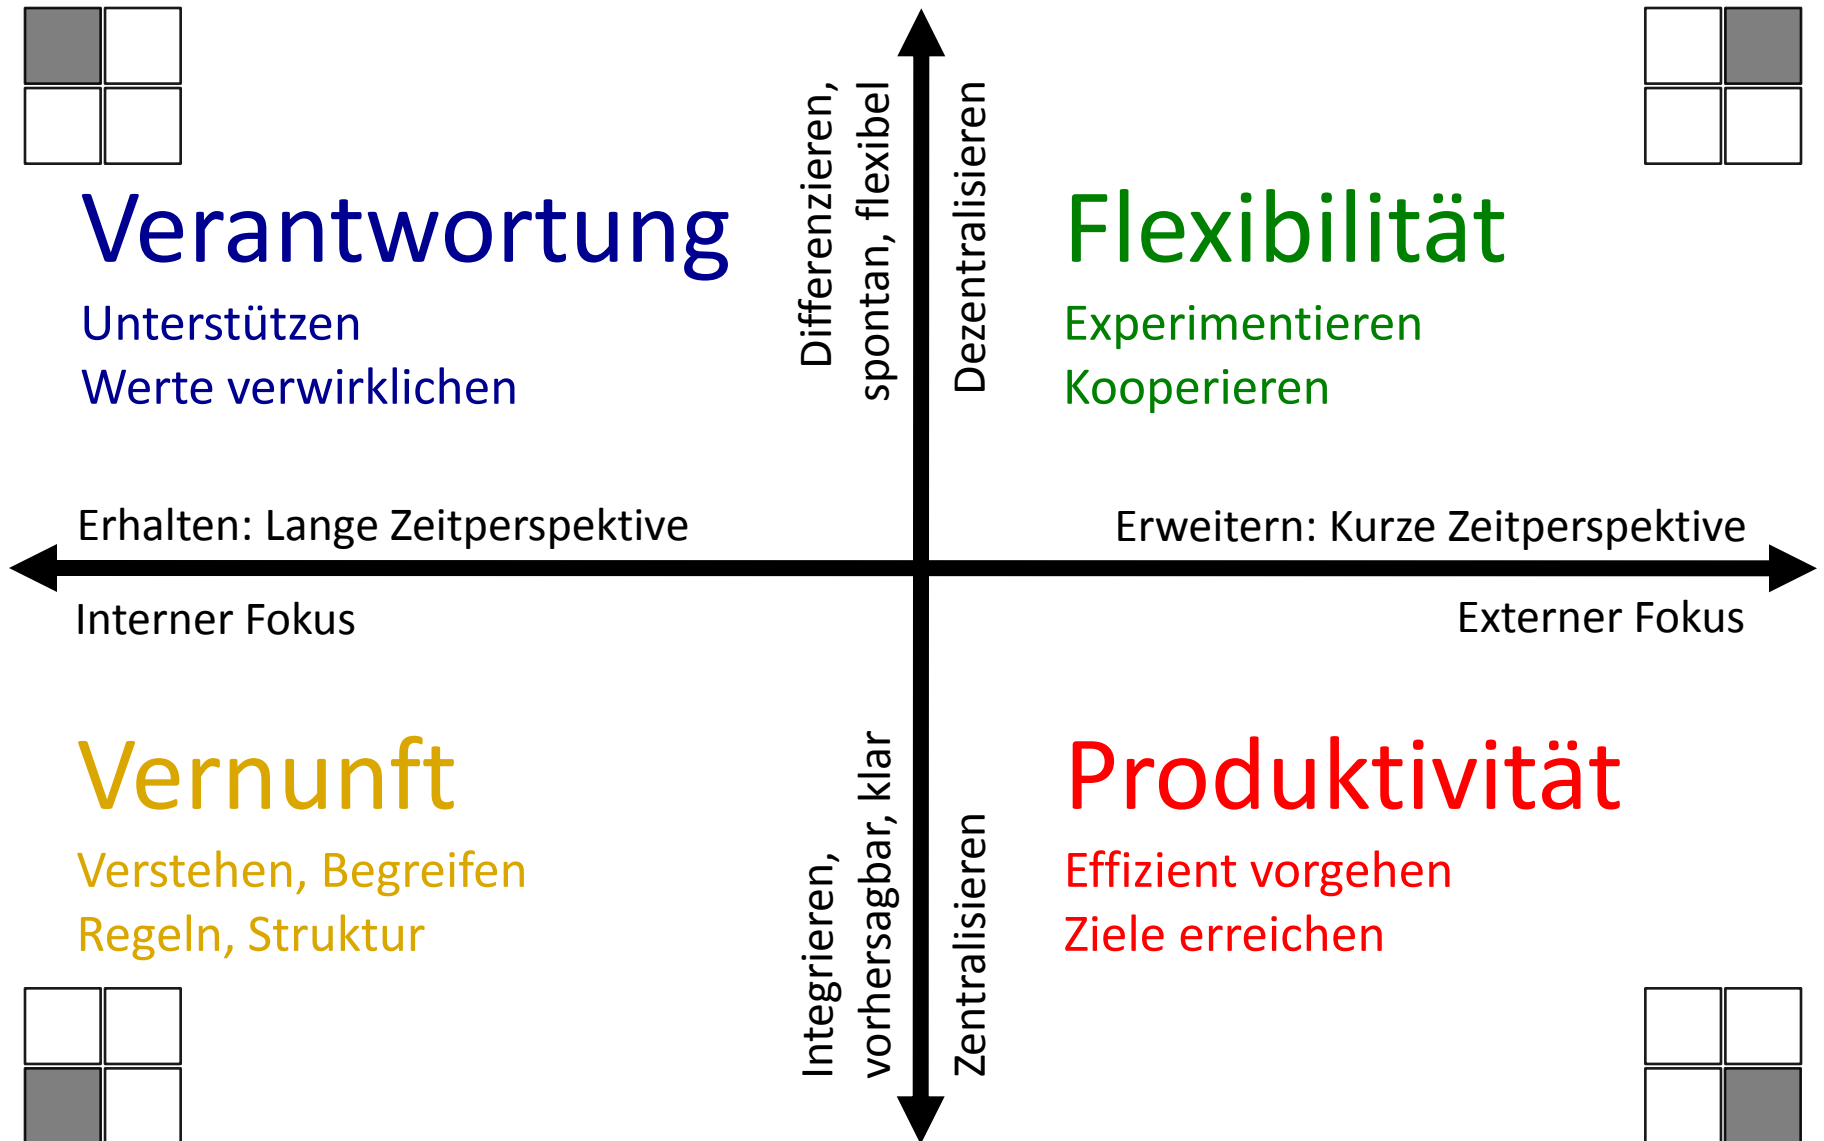 Verantwortung
Unterstützen
Werte verwirklichen
Differenzieren,
spontan, flexibel
Dezentralisieren
Flexibilität
Experimentieren
Kooperieren
Erhalten: Lange Zeitperspektive
Erweitern: Kurze Zeitperspektive
Interner Fokus
Externer Fokus
Vernunft
Verstehen, Begreifen
Regeln, Struktur
Integrieren,
vorhersagbar, klar
Zentralisieren
Produktivität
Effizient vorgehen
Ziele erreichen